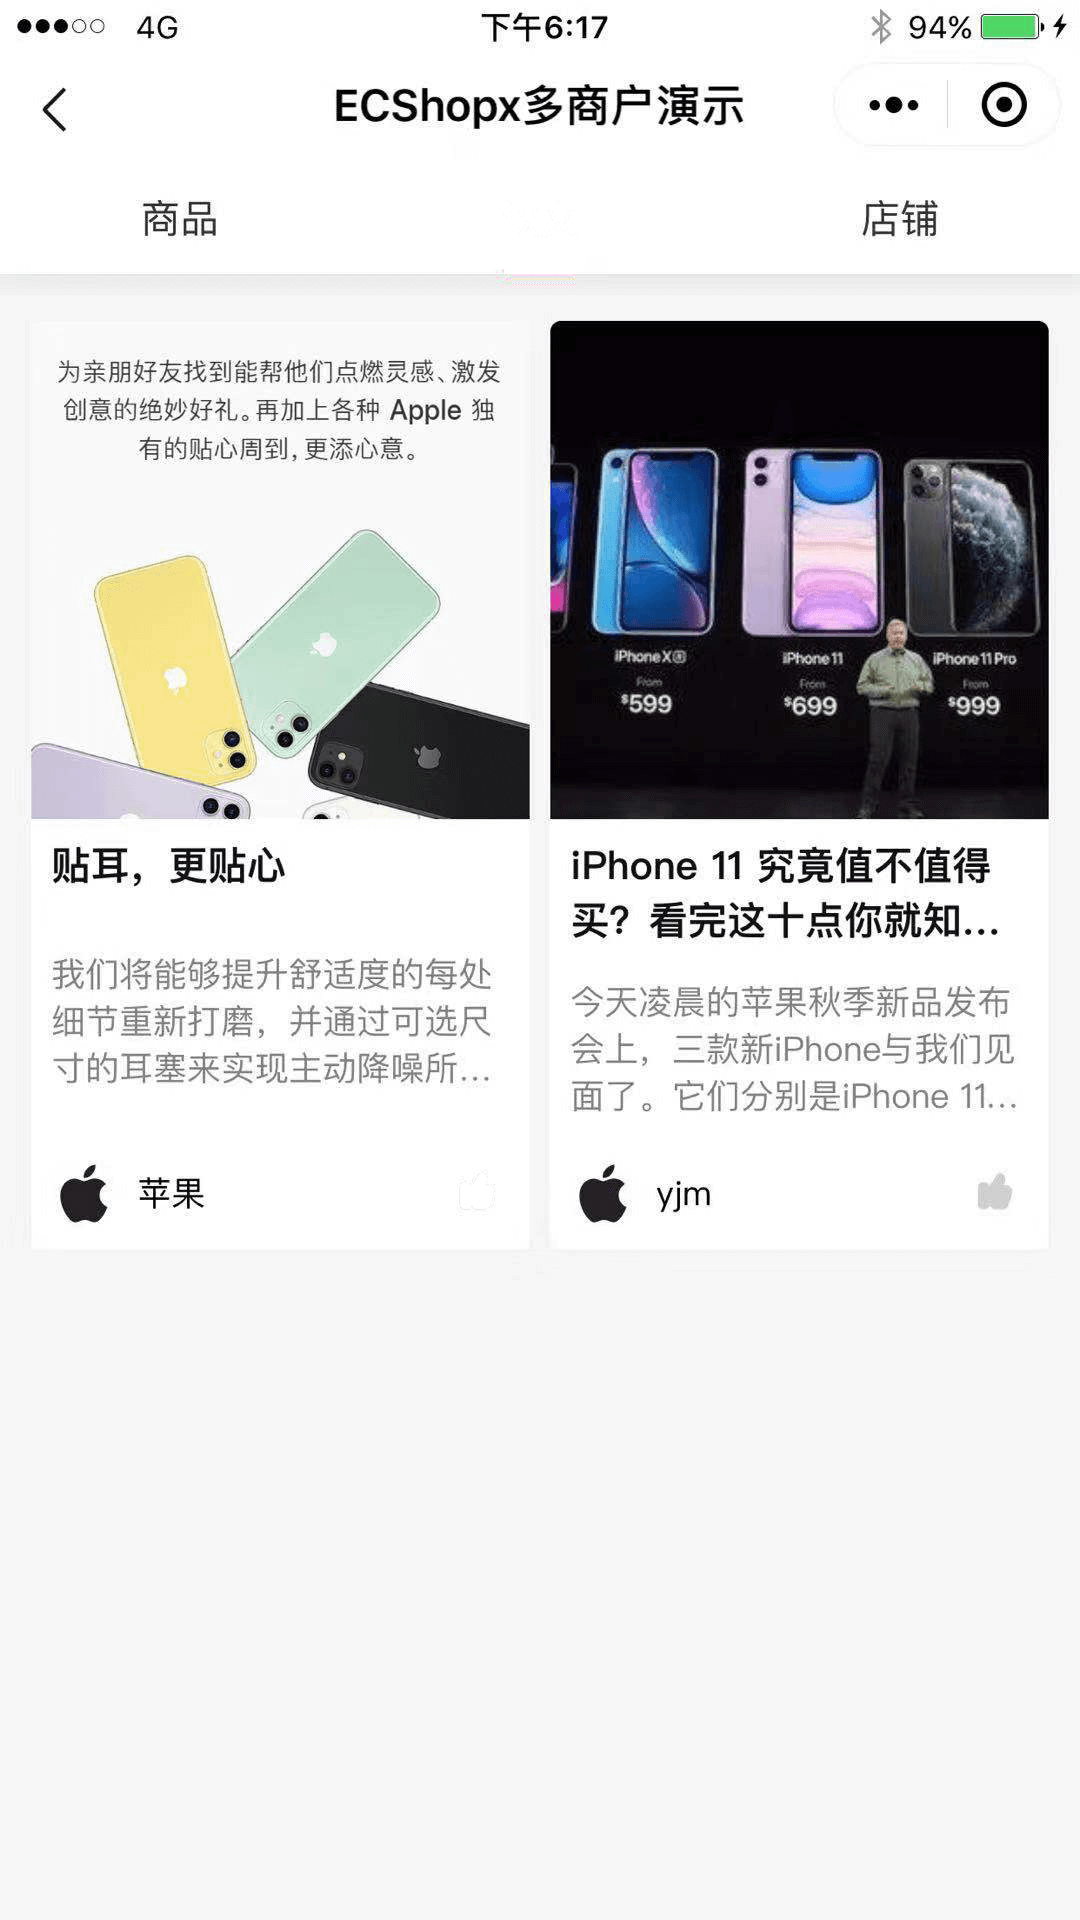 4G
下午6:17
94%
ECShopx多商户演示
商品
店铺
为亲朋好友找到能帮他们点燃灵感、激发
创意的绝妙好礼。再加上各种 Apple 独
有的贴心周到，更添心意。
iPhone XR
From
$599
iPhone 11
From
$699
iPhone 11 Pro
From
$999
贴耳，更贴心
我们将能够提升舒适度的每处
细节重新打磨，并通过可选尺
寸的耳塞来实现主动降噪所...
苹果
iPhone 11 究竟值不值得
买？看完这十点你就知...
今天凌晨的苹果秋季新品发布
会上，三款新iPhone与我们见
面了。它们分别是iPhone 11...
yjm